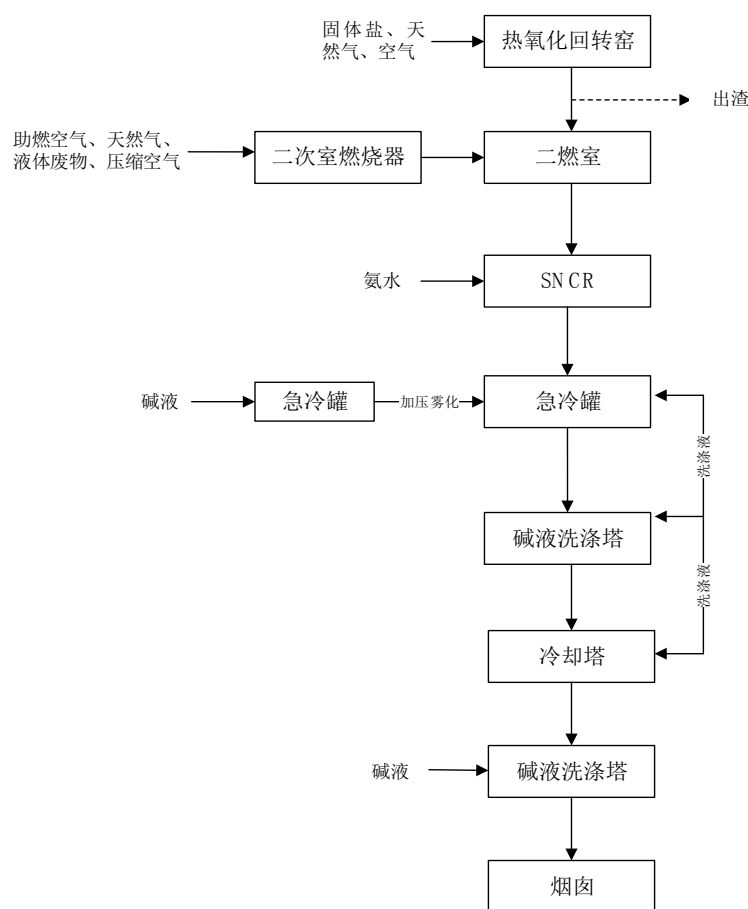 固体盐、天
然气、空气
热氧化回转窑
出渣
助燃空气、天然气、
液体废物、压缩空气
二次室燃烧器
二燃室
氨水
SNCR
碱液
急冷罐
加压雾化
急冷罐
洗涤液
碱液洗涤塔
洗涤液
冷却塔
碱液
碱液洗涤塔
烟囱